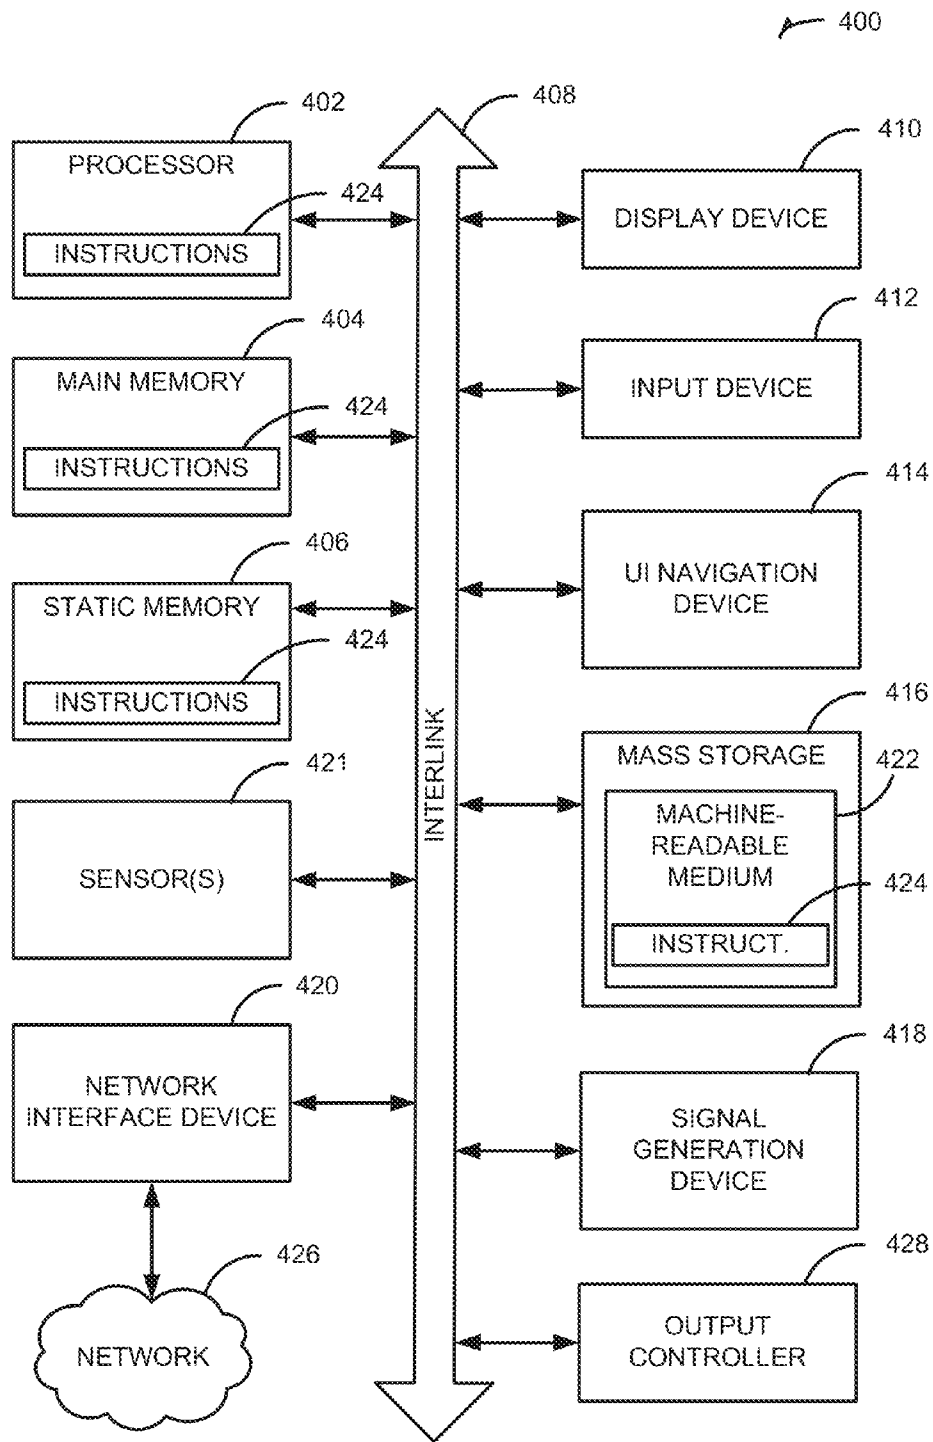 400
402
PROCESSOR
424
INSTRUCTIONS
404
MAIN MEMORY
424
INSTRUCTIONS
406
STATIC MEMORY
424
INSTRUCTIONS
421
SENSOR(S)
420
NETWORK
INTERFACE DEVICE
426
NETWORK
408
INTERLINK
410
DISPLAY DEVICE
412
INPUT DEVICE
414
UI NAVIGATION
DEVICE
416
MASS STORAGE
422
MACHINE-
READABLE
MEDIUM
424
INSTRUCT.
418
SIGNAL
GENERATION
DEVICE
428
OUTPUT
CONTROLLER